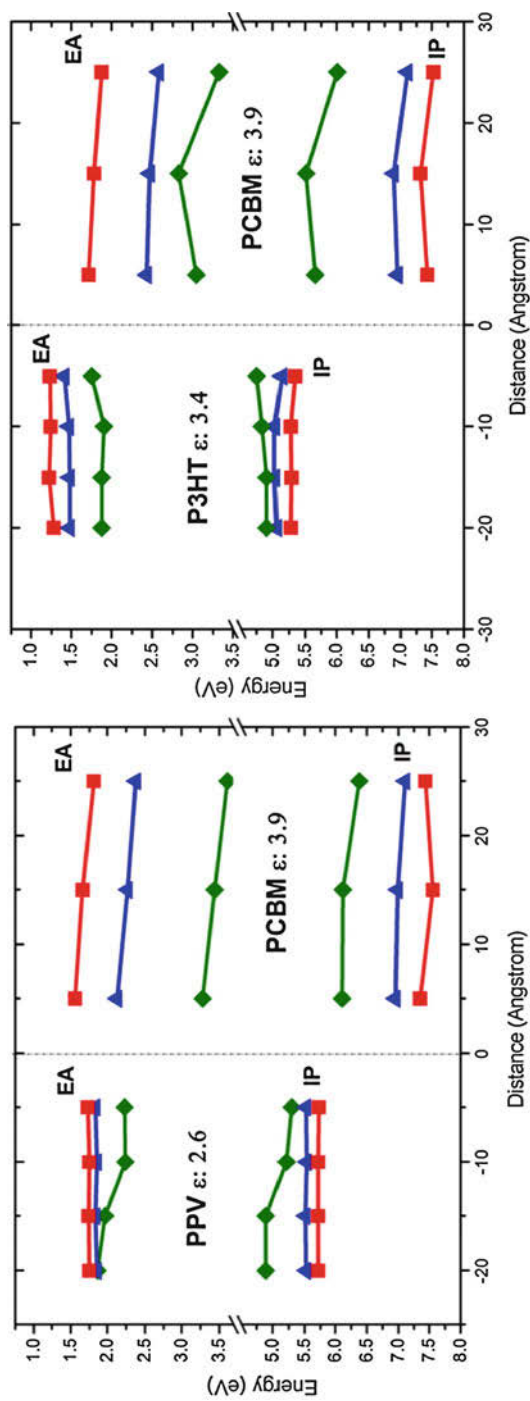 EA
EA
PPV ε: 2.6
PCBM ε: 3.9
IP
IP
1.0
1.5
2.0
2.5
3.0
3.5
5.0
5.5
6.0
6.5
7.0
7.5
8.0
Energy (eV)
-20
-10
0
10
20
30
Distance (Angstrom)
EA
EA
P3HT ε: 3.4
PCBM ε: 3.9
IP
IP
1.0
1.5
2.0
2.5
3.0
3.5
5.0
5.5
6.0
6.5
7.0
7.5
8.0
Energy (eV)
-30
-20
-10
0
10
20
30
Distance (Angstrom)